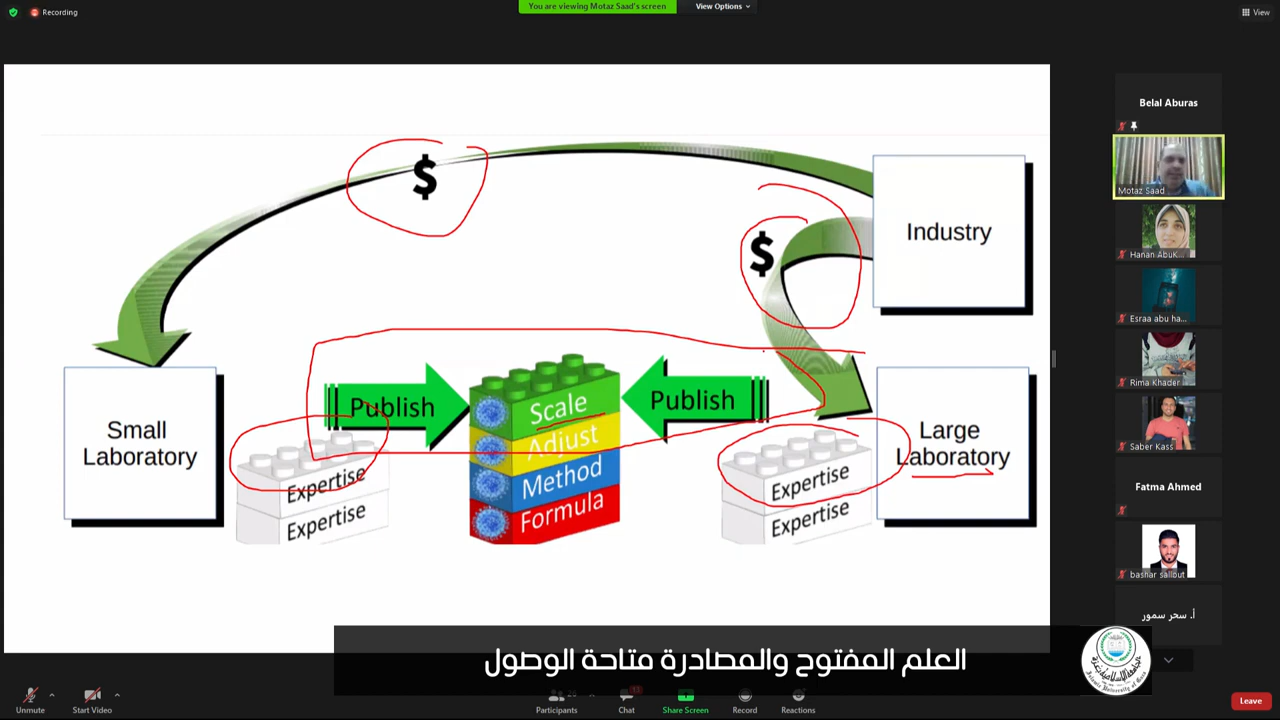 Recording
You are viewing Motaz Saad's screen
View Options
View
$
$
Industry
Small
Laboratory
Publish
Expertise
Expertise
Scale
Adjust
Method
Formula
Publish
Expertise
Expertise
Large
Laboratory
Belal Aburas
Motaz Saad
Hanan AbuK...
Esraa abu ha...
Rima Khader
Saber Kass
Fatma Ahmed
bashar sallout
أ. سحر سمور
العلم المفتوح والمصادرة متاحة الوصول
Unmute
Start Video
Participants
Chat
Share Screen
Record
Reactions
Leave